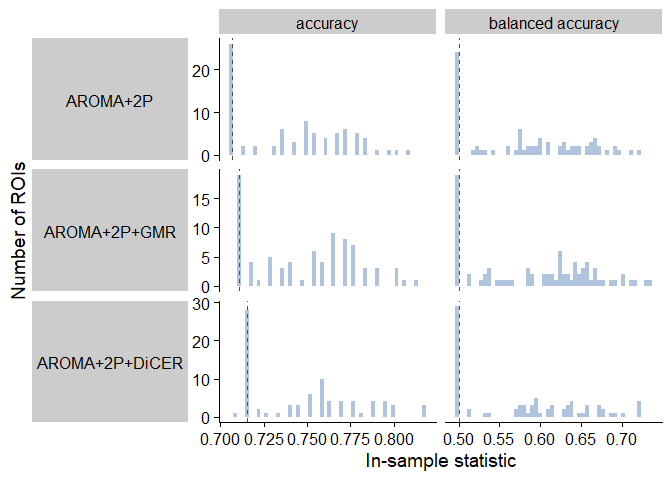 accuracy
balanced accuracy
Number of ROIs
AROMA+2P
20
10
0
AROMA+2P+GMR
15
10
5
0
AROMA+2P+DiCER
30
20
10
0
0.700 0.725 0.750 0.775 0.800
0.50 0.55 0.60 0.65 0.70
In-sample statistic